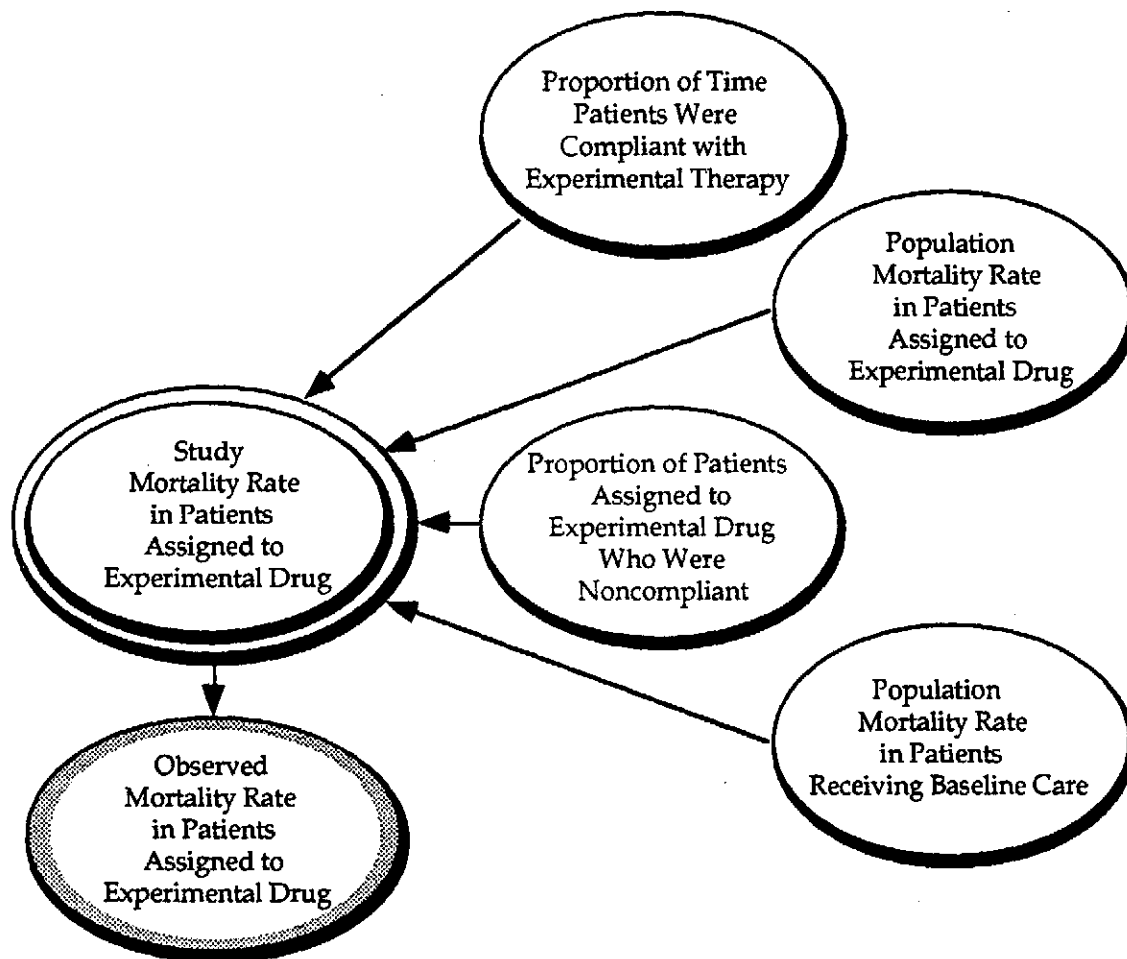 Proportion of Time
Patients Were
Compliant with
Experimental Therapy
Population
Mortality Rate
in Patients
Assigned to
Experimental Drug
Study
Mortality Rate
in Patients
Assigned to
Experimental Drug
Proportion of Patients
Assigned to
Experimental Drug
Who Were
Noncompliant
Population
Mortality Rate
in Patients
Receiving Baseline Care
Observed
Mortality Rate
in Patients
Assigned to
Experimental Drug